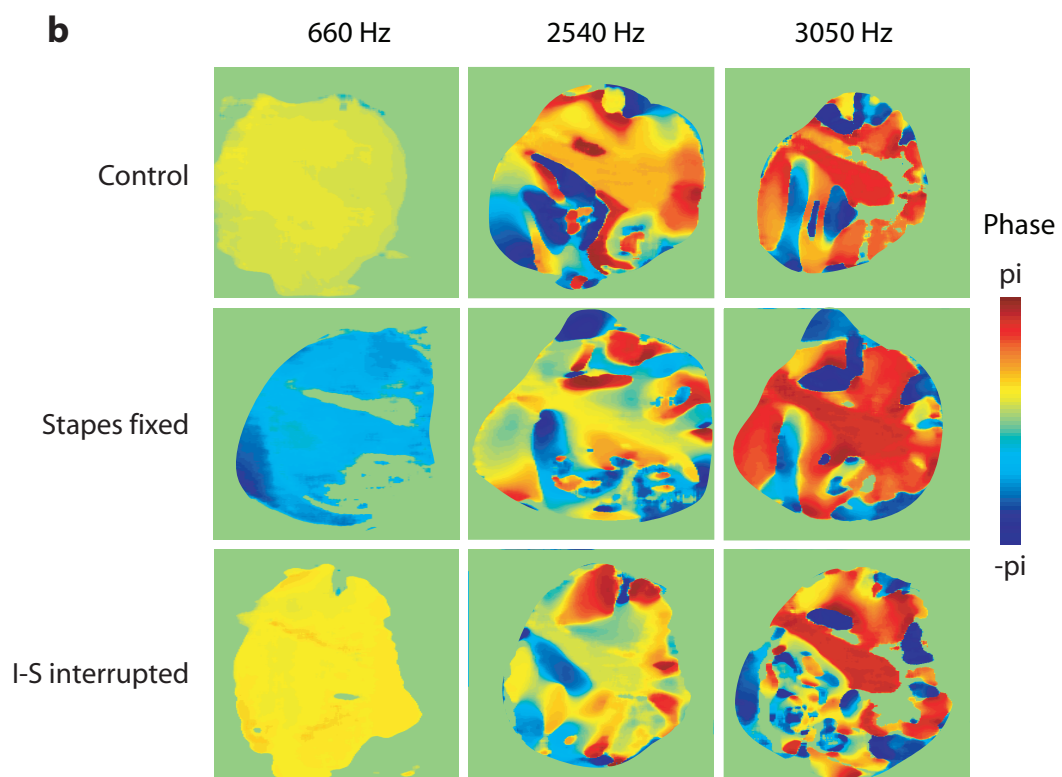 b
660 Hz
2540 Hz
3050 Hz
Control
Stapes fixed
I-S interrupted
Phase
pi
-pi